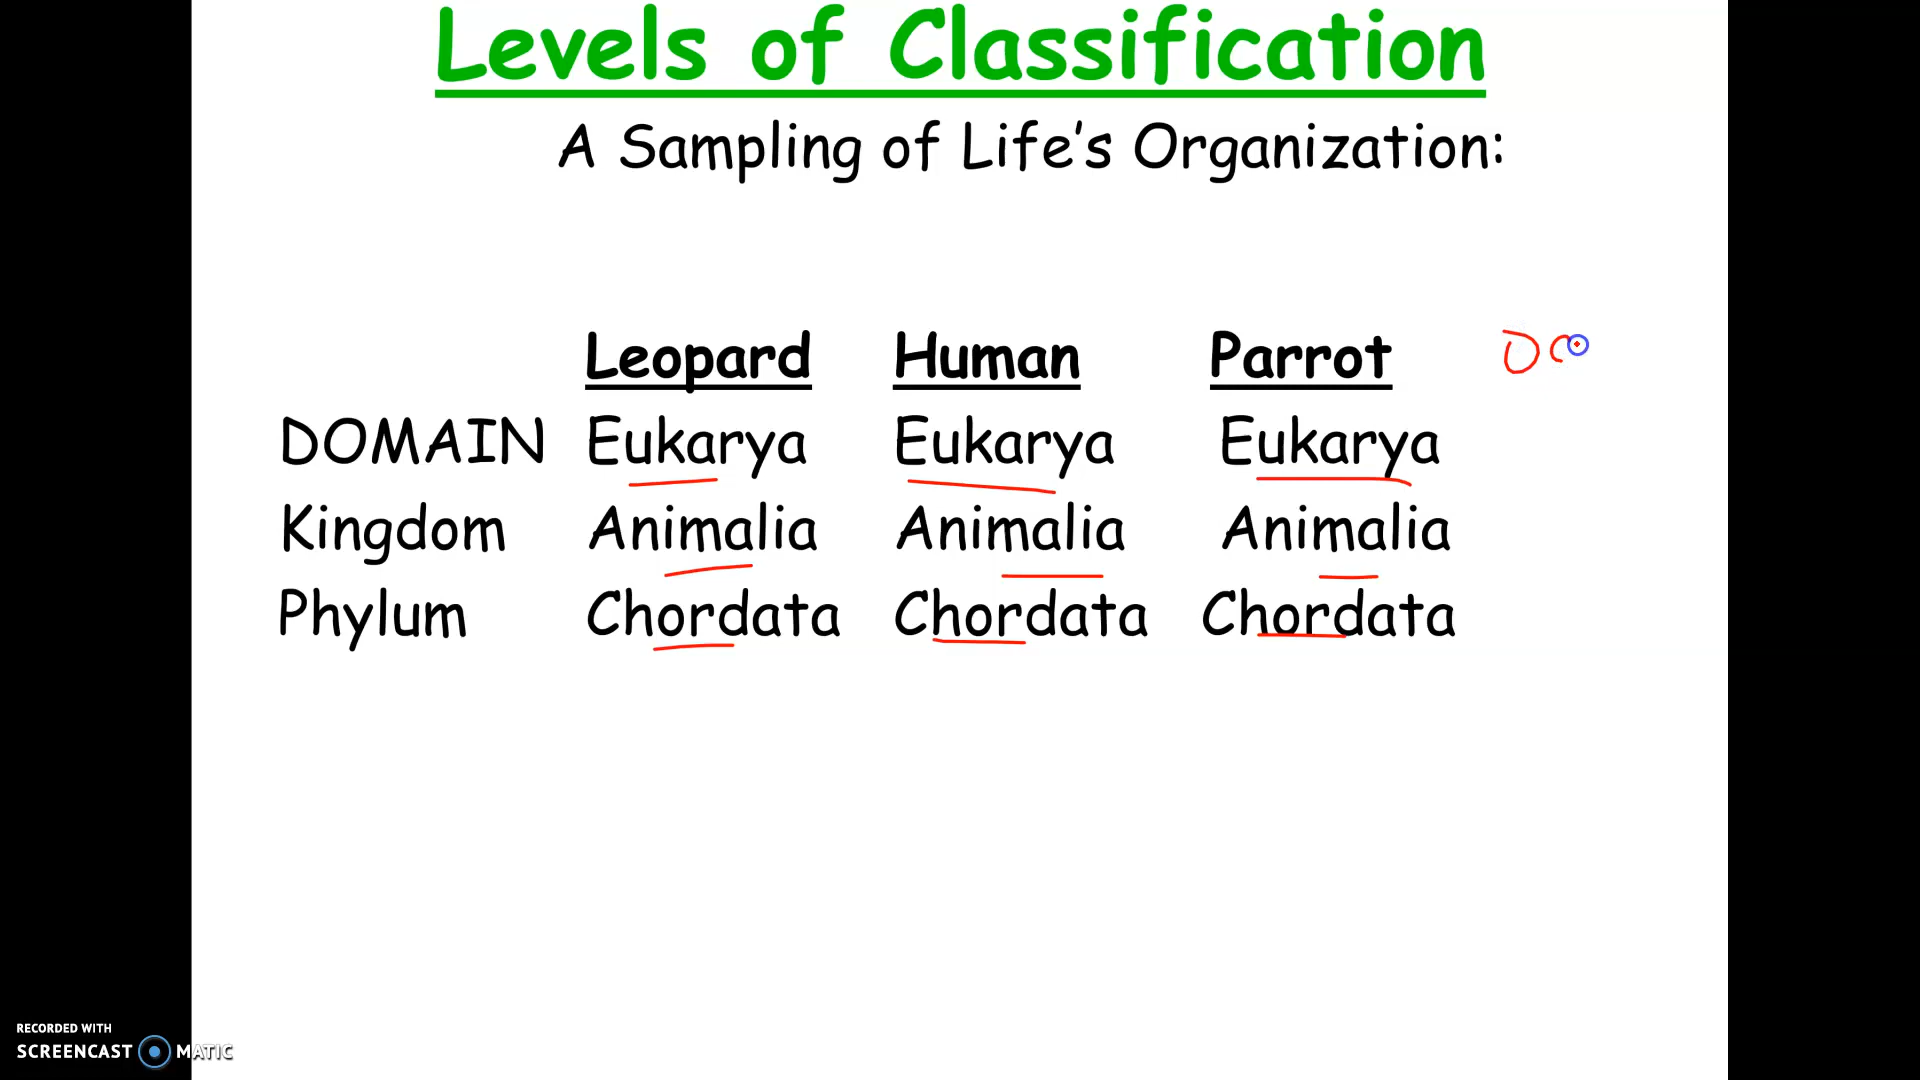 Levels of Classification
A Sampling of Life's Organization:
Leopard Human Parrot
DOMAIN Eukarya Eukarya Eukarya
Kingdom Animalia Animalia Animalia
Phylum Chordata Chordata Chordata
RECORDED WITH
SCREENCAST MATIC